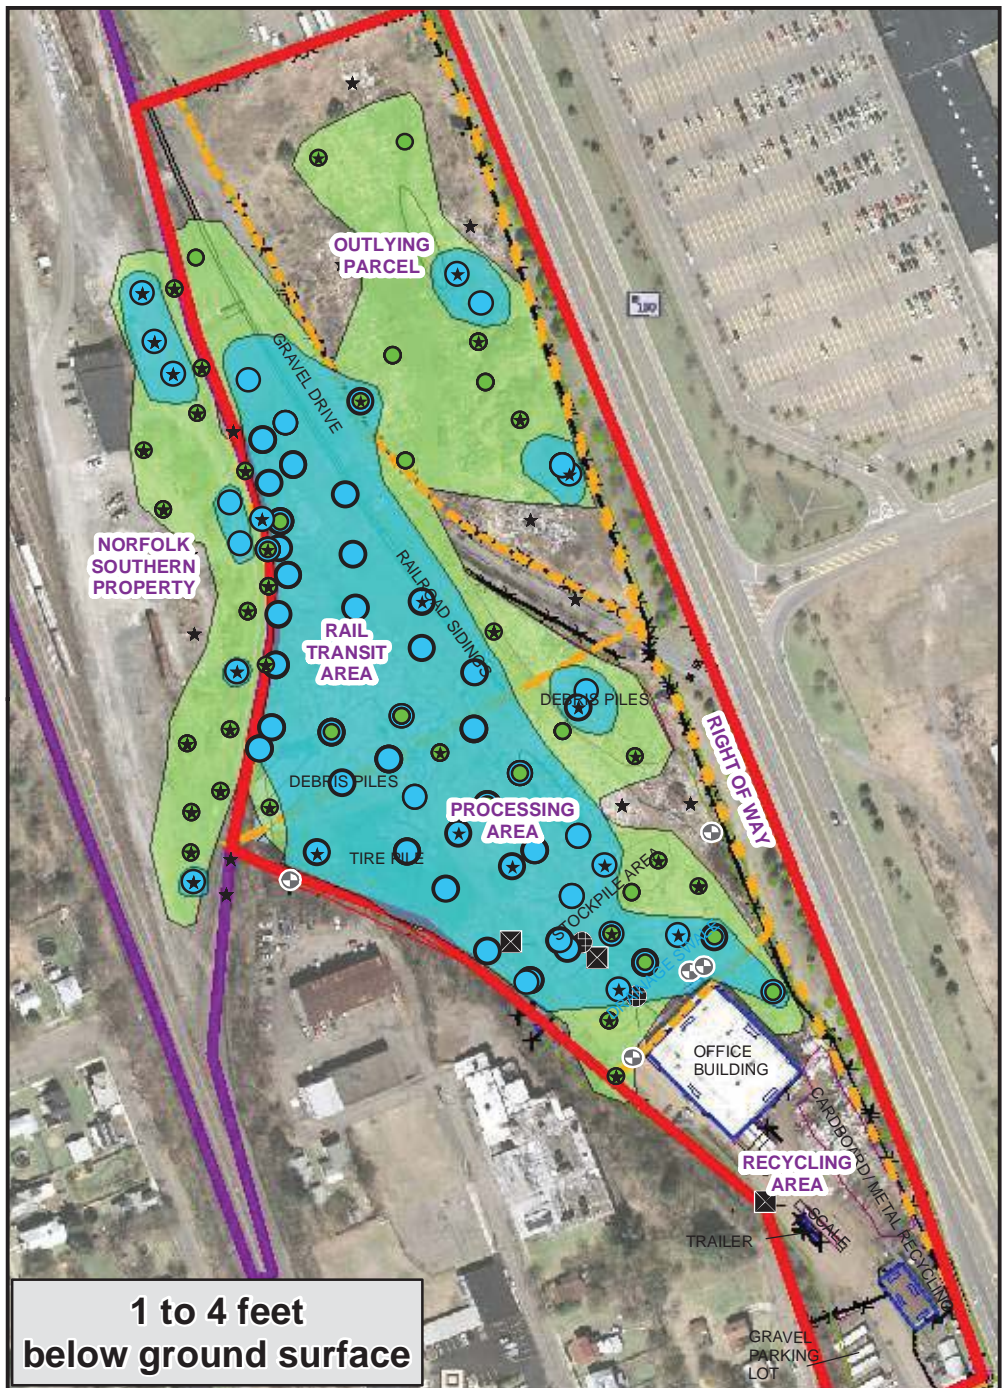 OUTLYING
PARCEL
GRAVEL DRIVE
NORFOLK
SOUTHERN
PROPERTY
RAIL
TRANSIT
AREA
RAILROAD SIDINGS
DEBRIS PILES
RIGHT OF WAY
DEBRIS PILES
PROCESSING
AREA
TIRE PILE
STOCKPILE AREA
OFFICE
BUILDING
CARDBOARD/ METAL RECYCLING
RECYCLING
AREA
SCALE
TRAILER
GRAVEL
PARKING
LOT
1 to 4 feet
below ground surface